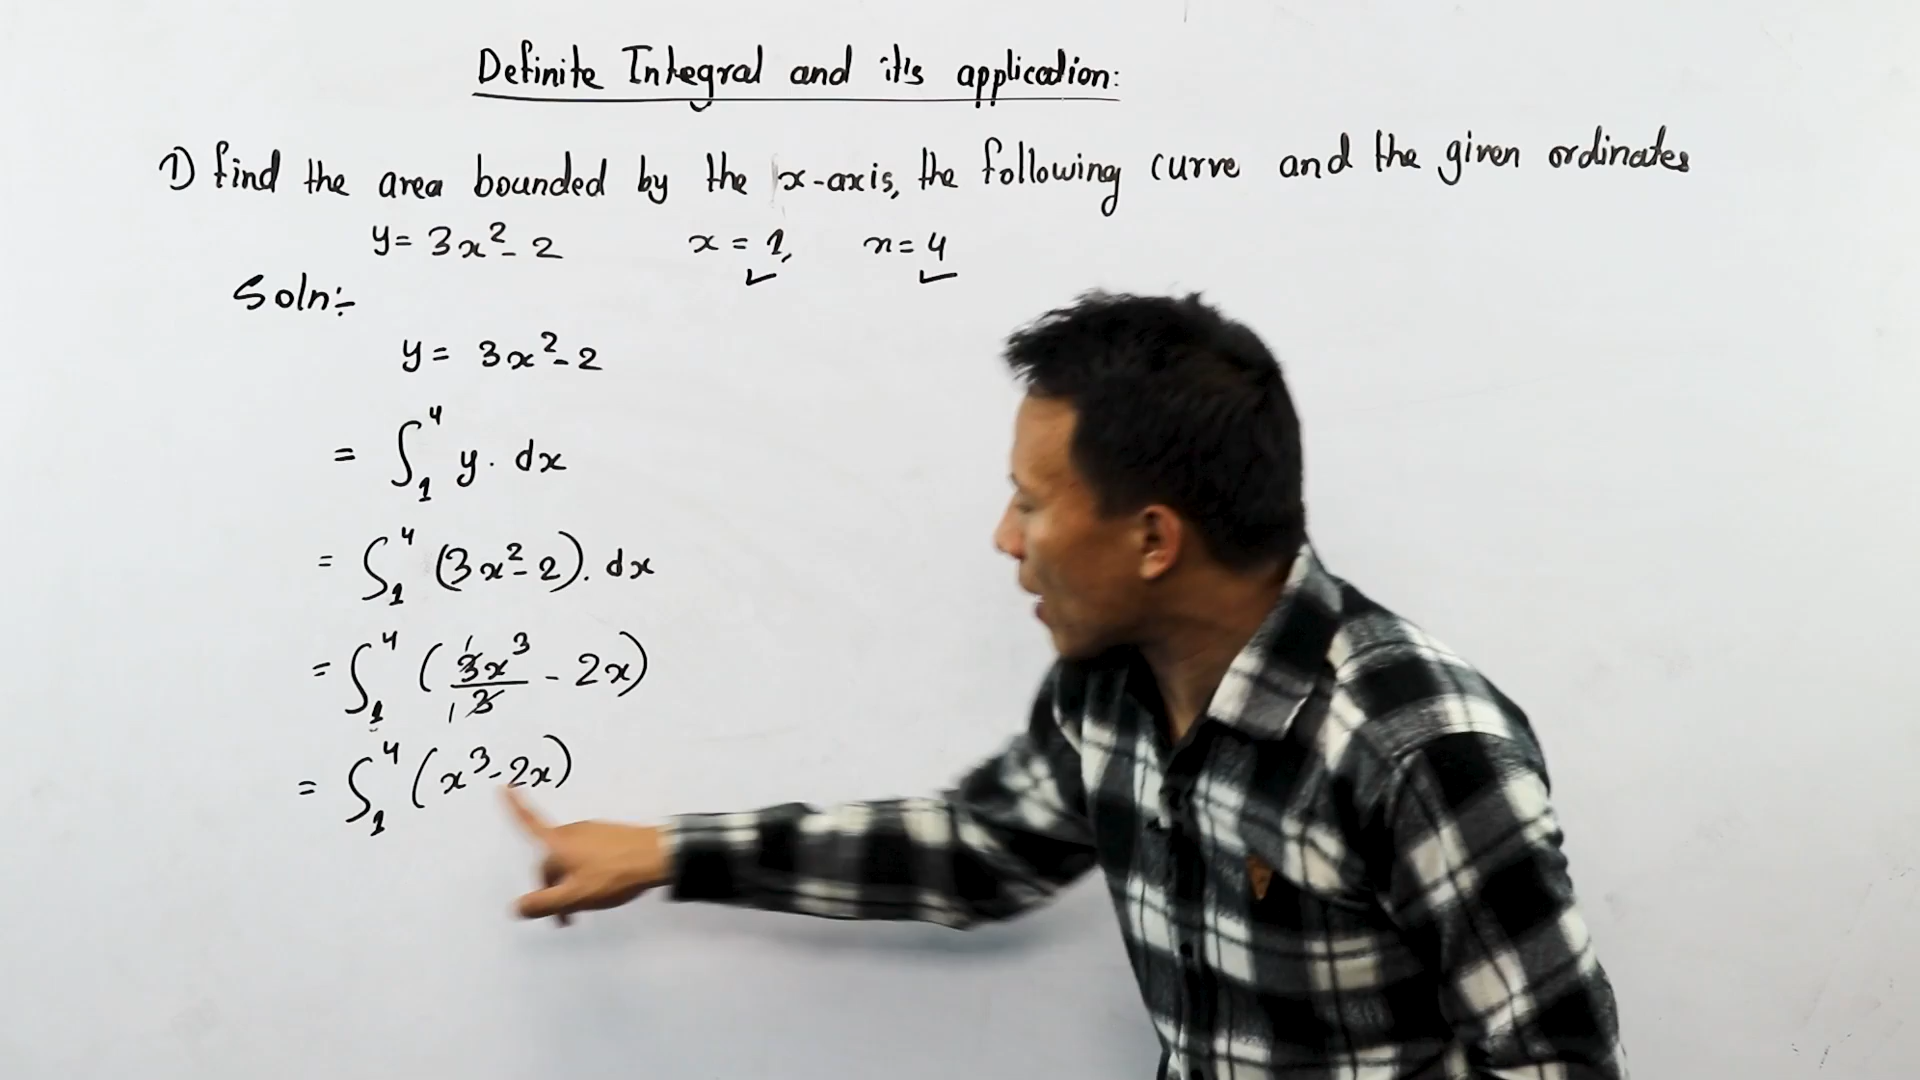 Definite Integral and it's application:
1) find the area bounded by the x-axis, the following curve and the given ordinates
y = 3x² - 2 x = 1, x = 4
Soln:-
y = 3x² - 2
= ∫₁⁴ y. dx
= ∫₁⁴ (3x² - 2). dx
= ∫₁⁴ (3x³/3 - 2x)
= ∫₁⁴ (x³ - 2x)